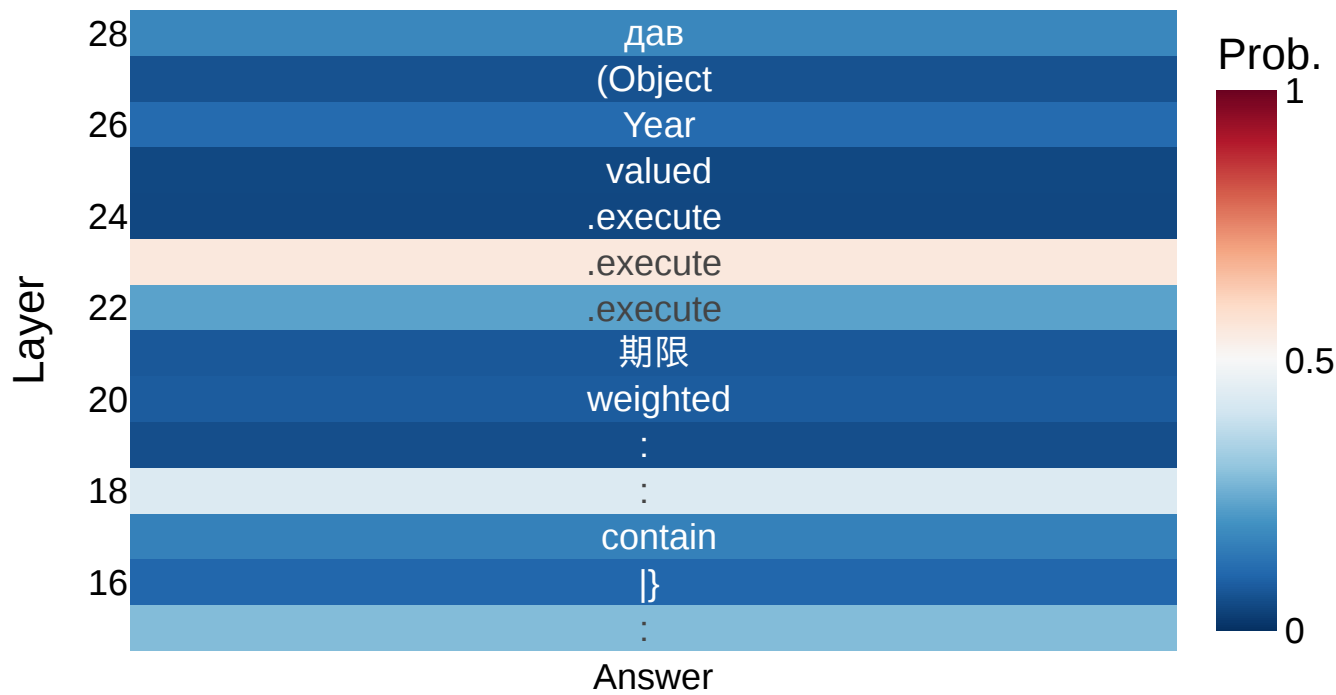 28 дав
(Object
26 Year
valued
24 .execute
.execute
22 .execute
期限
20 weighted
:
18 :
contain
16 |}
:
Answer
Layer
Prob.
1
0.5
0